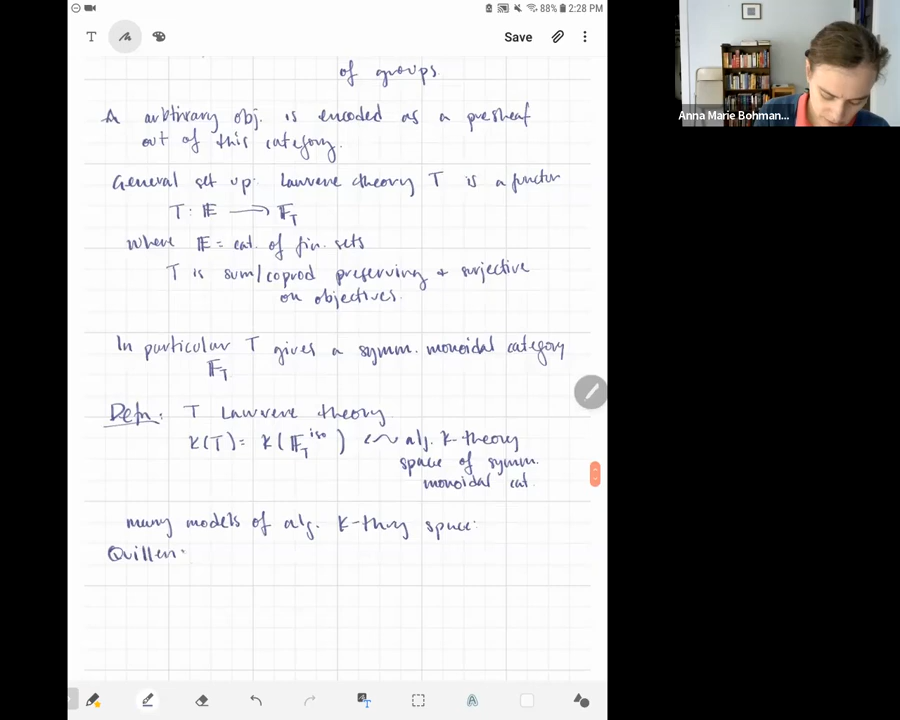 88% 2:28 PM
T
Save
Anna Marie Bohman...
of groups
A arbitrary obj. is encoded as a presheaf
out of this category.
General set up: Lawvere theory T is a functor
T: 𝔼 ⟶ 𝔽_T
where 𝔼 = cat. of fin. sets
T is sum/coprod preserving + surjective
on objectives.
In particular T gives a symm. monoidal category
𝔽_T
Defn: T Lawvere theory
K(T) = K(𝔽_T^iso) ⇜ alg. K-theory
space of symm.
monoidal cat.
many models of alg. K-thry space:
Quillen: